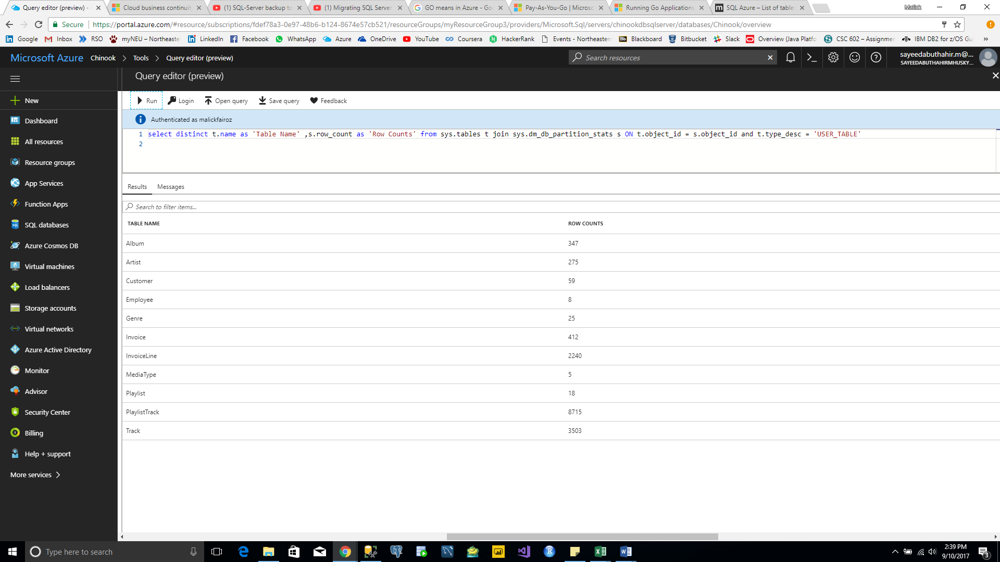 Query editor (preview) -
Cloud business continuit
(1) SQL-Server backup to
(1) Migrating SQL Server
GO means in Azure - Goo
Pay-As-You-Go | Microso
Running Go Applications
SQL Azure – List of tables
Malick
Secure
https://portal.azure.com/#resource/subscriptions/fdef78a3-0e97-48b6-b124-8674e57cb521/resourceGroups/myResourceGroup3/providers/Microsoft.Sql/servers/chinookdbsqlserver/databases/Chinook/overview
Google
Inbox
RSO
myNEU – Northeaste
LinkedIn
Facebook
WhatsApp
Azure
OneDrive
YouTube
Coursera
HackerRank
Events - Northeastern
Bb
Blackboard
Bitbucket
Slack
Overview (Java Platfo
CSC 602 – Assignmen
IBM DB2 for z/OS Gu
Microsoft Azure Chinook > Tools > Query editor (preview)
Search resources
sayeedabuthahir.m@...
SAYEEDABUTHAHIRMHUSKY...
Query editor (preview)
New
Dashboard
All resources
Resource groups
App Services
Function Apps
SQL databases
Azure Cosmos DB
Virtual machines
Load balancers
Storage accounts
Virtual networks
Azure Active Directory
Monitor
Advisor
Security Center
Billing
Help + support
More services >
Run Login Open query Save query Feedback
Authenticated as malickfairoz
1 select distinct t.name as 'Table Name' ,s.row_count as 'Row Counts' from sys.tables t join sys.dm_db_partition_stats s ON t.object_id = s.object_id and t.type_desc = 'USER_TABLE'
2
Results Messages
Search to filter items...
TABLE NAME ROW COUNTS
Album 347
Artist 275
Customer 59
Employee 8
Genre 25
Invoice 412
InvoiceLine 2240
MediaType 5
Playlist 18
PlaylistTrack 8715
Track 3503
Type here to search
2:39 PM
9/10/2017
3